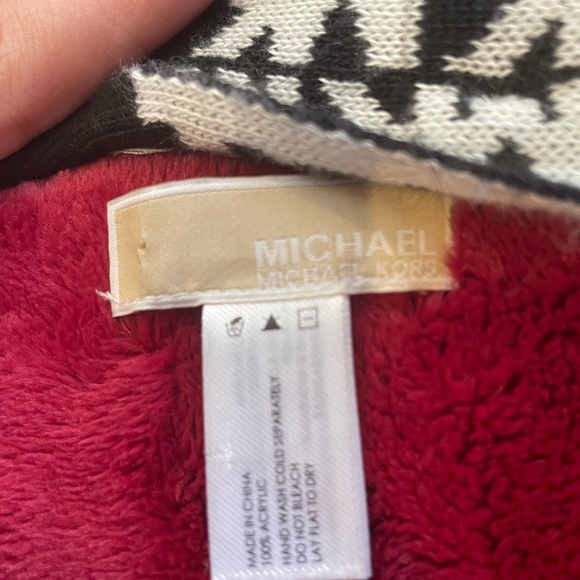 MICHAEL
MICHAEL KORS
MADE IN CHINA
100% ACRYLIC
HAND WASH COLD SEPARATELY
DO NOT BLEACH
LAY FLAT TO DRY